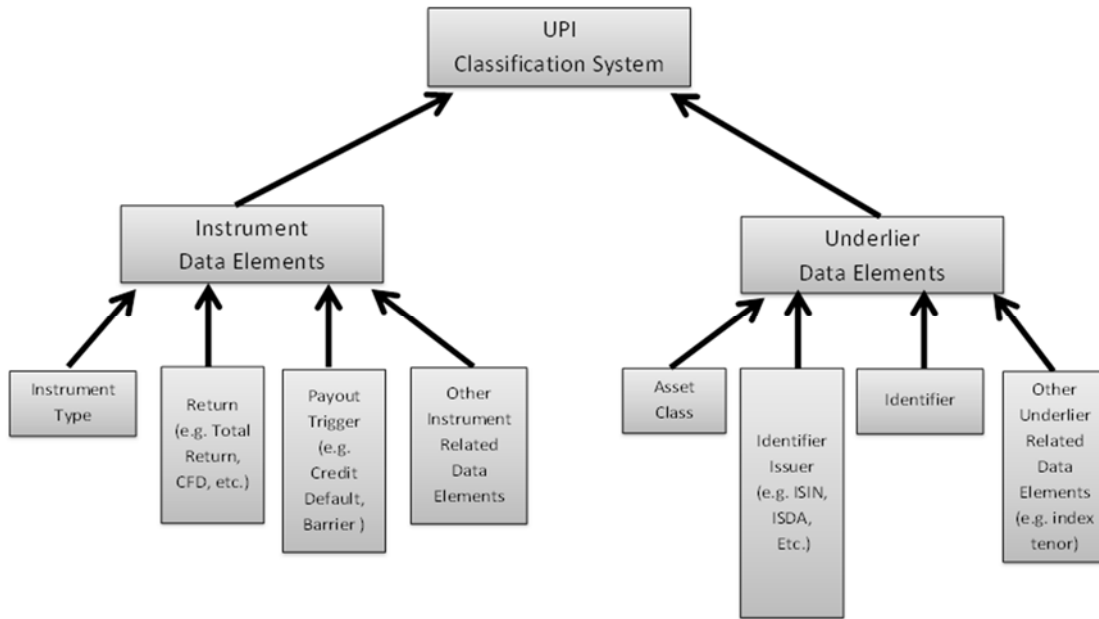 UPI
Classification System
Instrument
Data Elements
Underlier
Data Elements
Instrument
Type
Return
(e.g. Total
Return,
CFD, etc.)
Payout
Trigger
(e.g.
Credit
Default,
Barrier )
Other
Instrument
Related
Data
Elements
Asset
Class
Identifier
Issuer
(e.g. ISIN,
ISDA,
Etc.)
Identifier
Other
Underlier
Related
Data
Elements
(e.g. index
tenor)